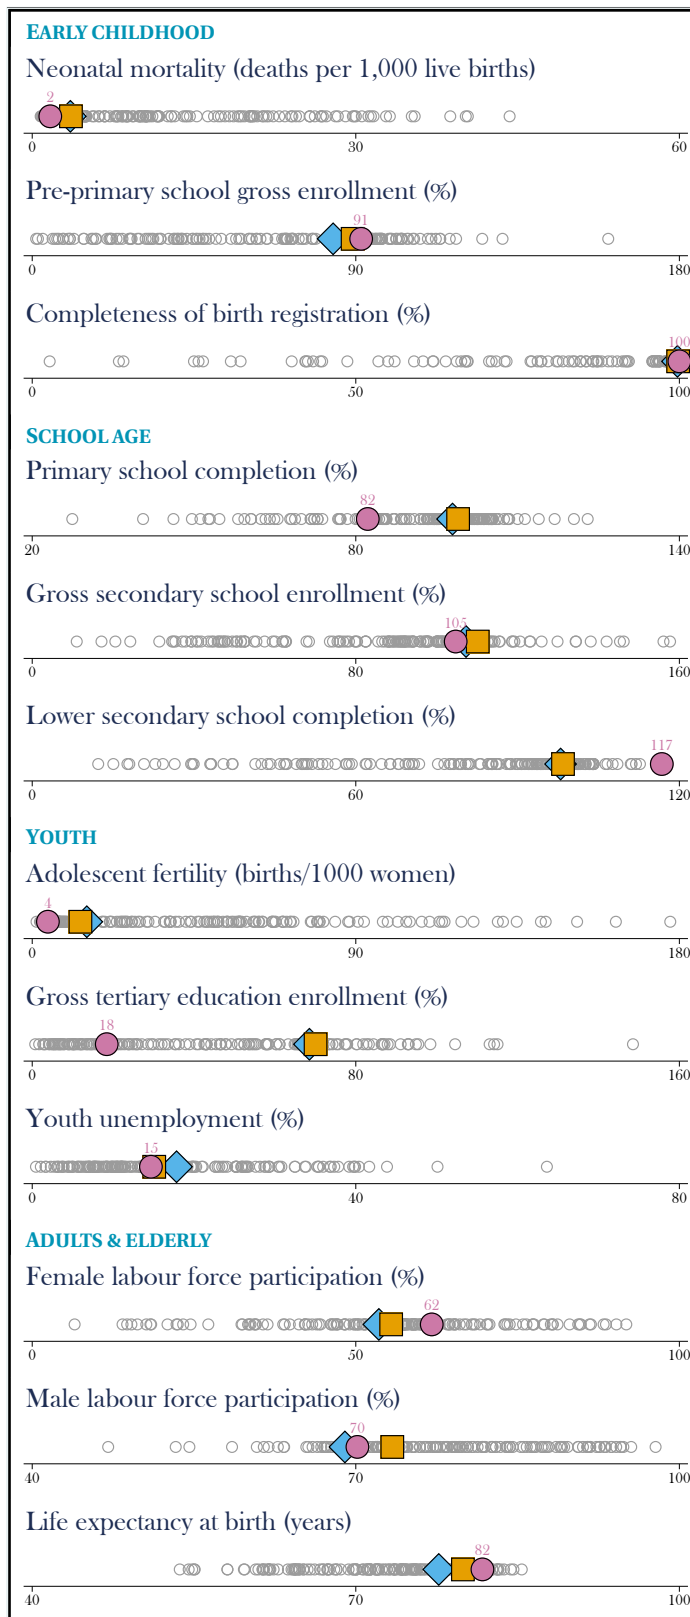 EARLY CHILDHOOD
Neonatal mortality (deaths per 1,000 live births)
2
0 30 60
Pre-primary school gross enrollment (%)
91
0 90 180
Completeness of birth registration (%)
100
0 50 100
SCHOOL AGE
Primary school completion (%)
82
20 80 140
Gross secondary school enrollment (%)
105
0 80 160
Lower secondary school completion (%)
117
0 60 120
YOUTH
Adolescent fertility (births/1000 women)
4
0 90 180
Gross tertiary education enrollment (%)
18
0 80 160
Youth unemployment (%)
15
0 40 80
ADULTS & ELDERLY
Female labour force participation (%)
62
0 50 100
Male labour force participation (%)
70
40 70 100
Life expectancy at birth (years)
82
40 70 100